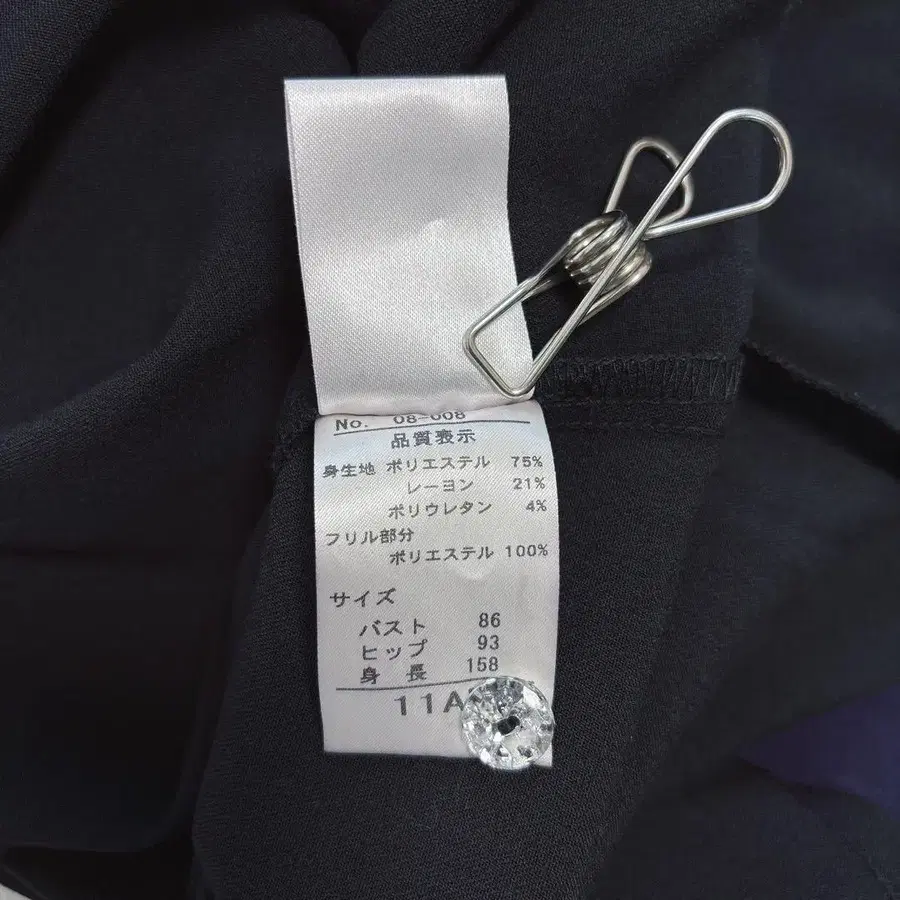 No. 08-008
品質表示
身生地 ポリエステル 75%
レーヨン 21%
ポリウレタン 4%
フリル部分
ポリエステル 100%
サイズ
バスト 86
ヒップ 93
身長 158
11A